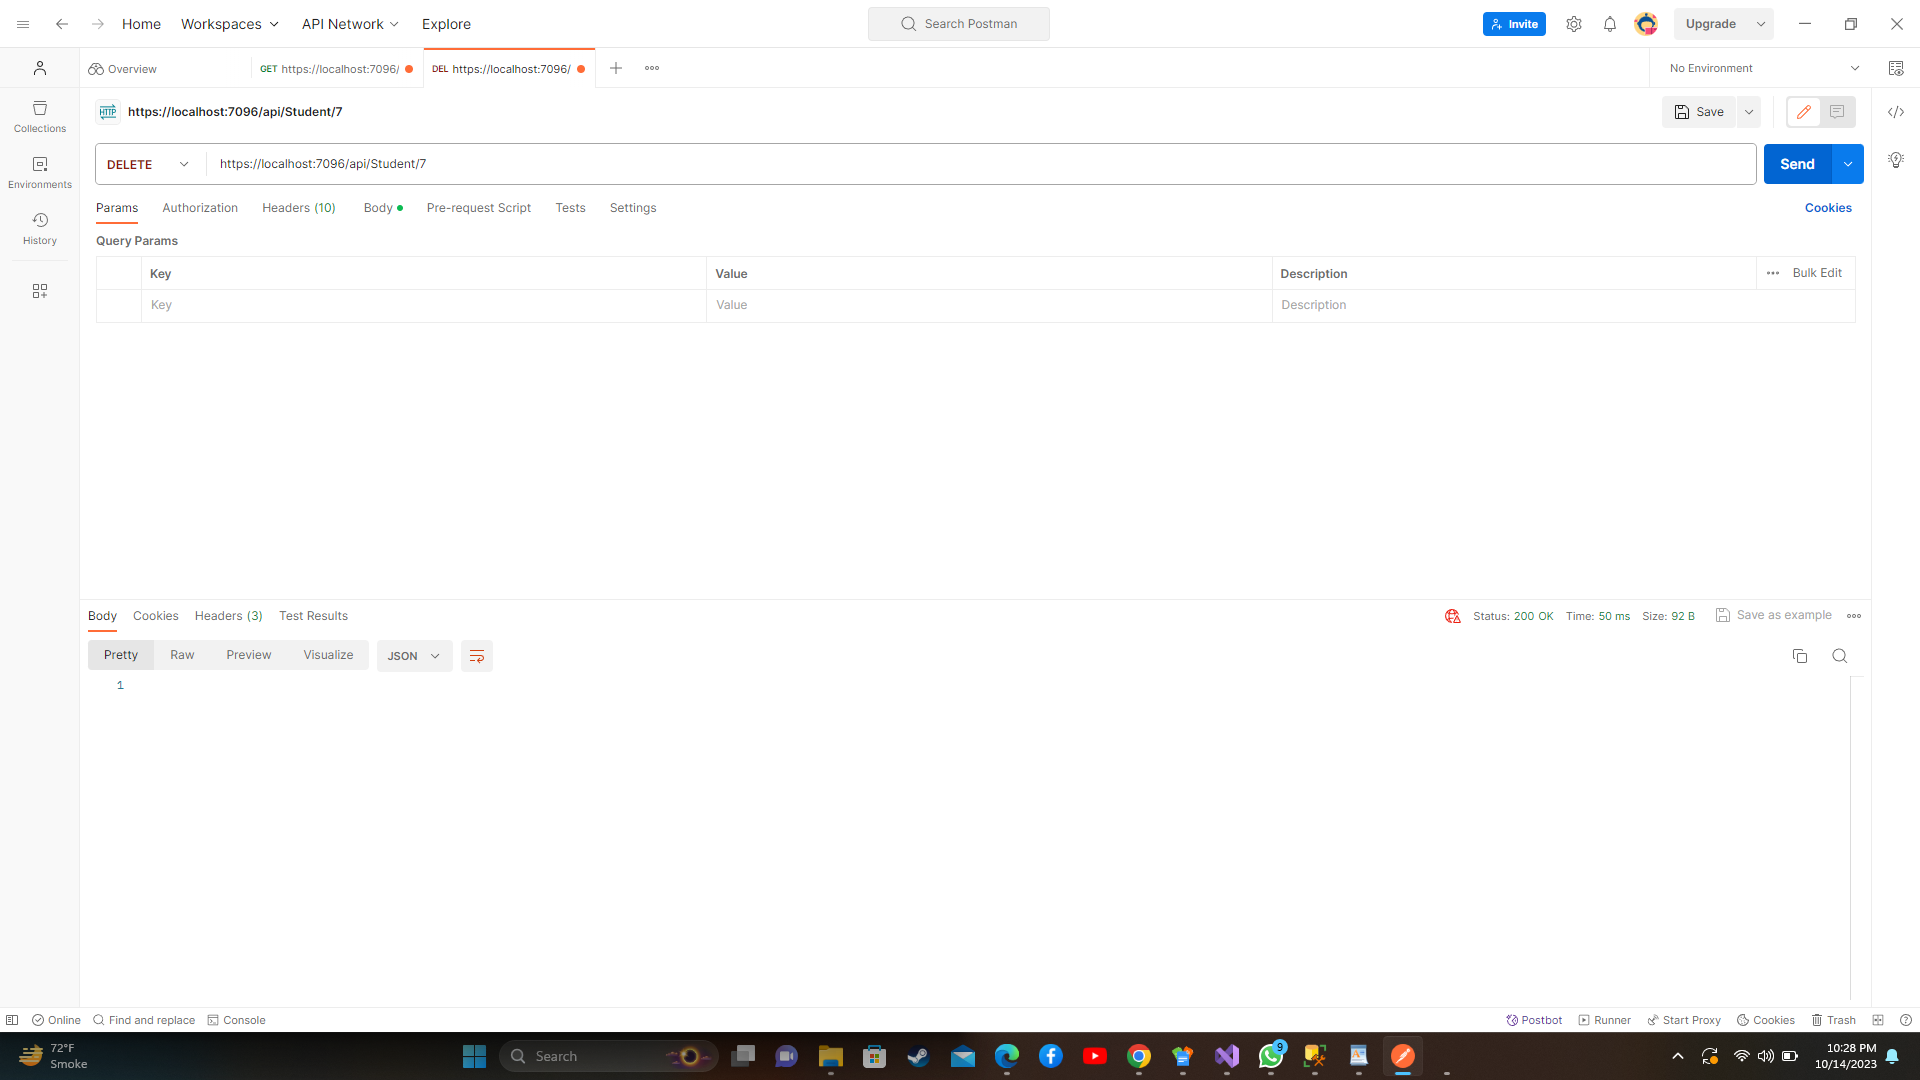 Home Workspaces API Network Explore Search Postman Invite Upgrade
Overview GET https://localhost:7096/ DEL https://localhost:7096/ No Environment
HTTP https://localhost:7096/api/Student/7 Save
Collections
DELETE https://localhost:7096/api/Student/7 Send
Environments
Params Authorization Headers (10) Body Pre-request Script Tests Settings Cookies
History
Query Params
Key Value Description Bulk Edit
Key Value Description
Body Cookies Headers (3) Test Results Status: 200 OK Time: 50 ms Size: 92 B Save as example
Pretty Raw Preview Visualize JSON
1
Online Find and replace Console Postbot Runner Start Proxy Cookies Trash
72°F
Smoke
Search
9
10:28 PM
10/14/2023